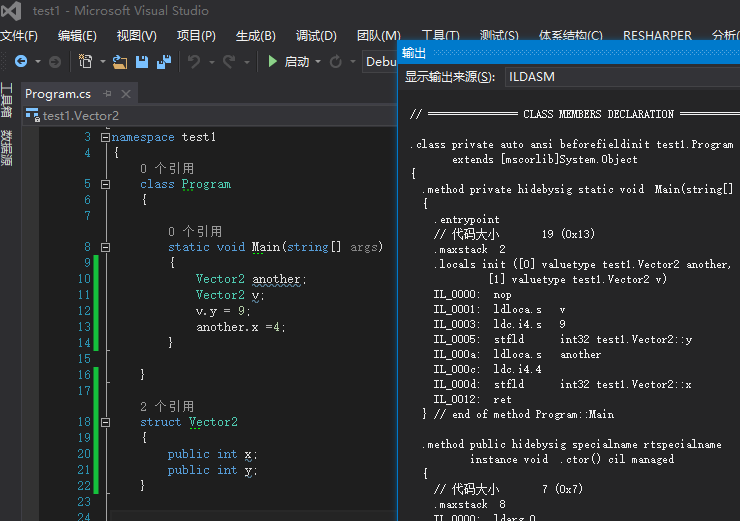 test1 - Microsoft Visual Studio
文件(F) 编辑(E) 视图(V) 项目(P) 生成(B) 调试(D) 团队(M) 工具(T) 测试(S) 体系结构(C) RESHARPER 分析(
启动 Debu
工具箱
数据源
Program.cs
test1.Vector2
3 namespace test1
4 {
0 个引用
5 class Program
6 {
7
0 个引用
8 static void Main(string[] args)
9 {
10 Vector2 another;
11 Vector2 v;
12 v.y = 9;
13 another.x =4;
14 }
15
16 }
17
2 个引用
18 struct Vector2
19 {
20 public int x;
21 public int y;
22 }
23
24
输出
显示输出来源(S): ILDASM
// =============== CLASS MEMBERS DECLARATION ==========
.class private auto ansi beforefieldinit test1.Program
extends [mscorlib]System.Object
{
.method private hidebysig static void Main(string[]
{
.entrypoint
// 代码大小 19 (0x13)
.maxstack 2
.locals init ([0] valuetype test1.Vector2 another,
[1] valuetype test1.Vector2 v)
IL_0000: nop
IL_0001: ldloca.s v
IL_0003: ldc.i4.s 9
IL_0005: stfld int32 test1.Vector2::y
IL_000a: ldloca.s another
IL_000c: ldc.i4.4
IL_000d: stfld int32 test1.Vector2::x
IL_0012: ret
} // end of method Program::Main
.method public hidebysig specialname rtspecialname
instance void .ctor() cil managed
{
// 代码大小 7 (0x7)
.maxstack 8
IL_0000: ldarg.0